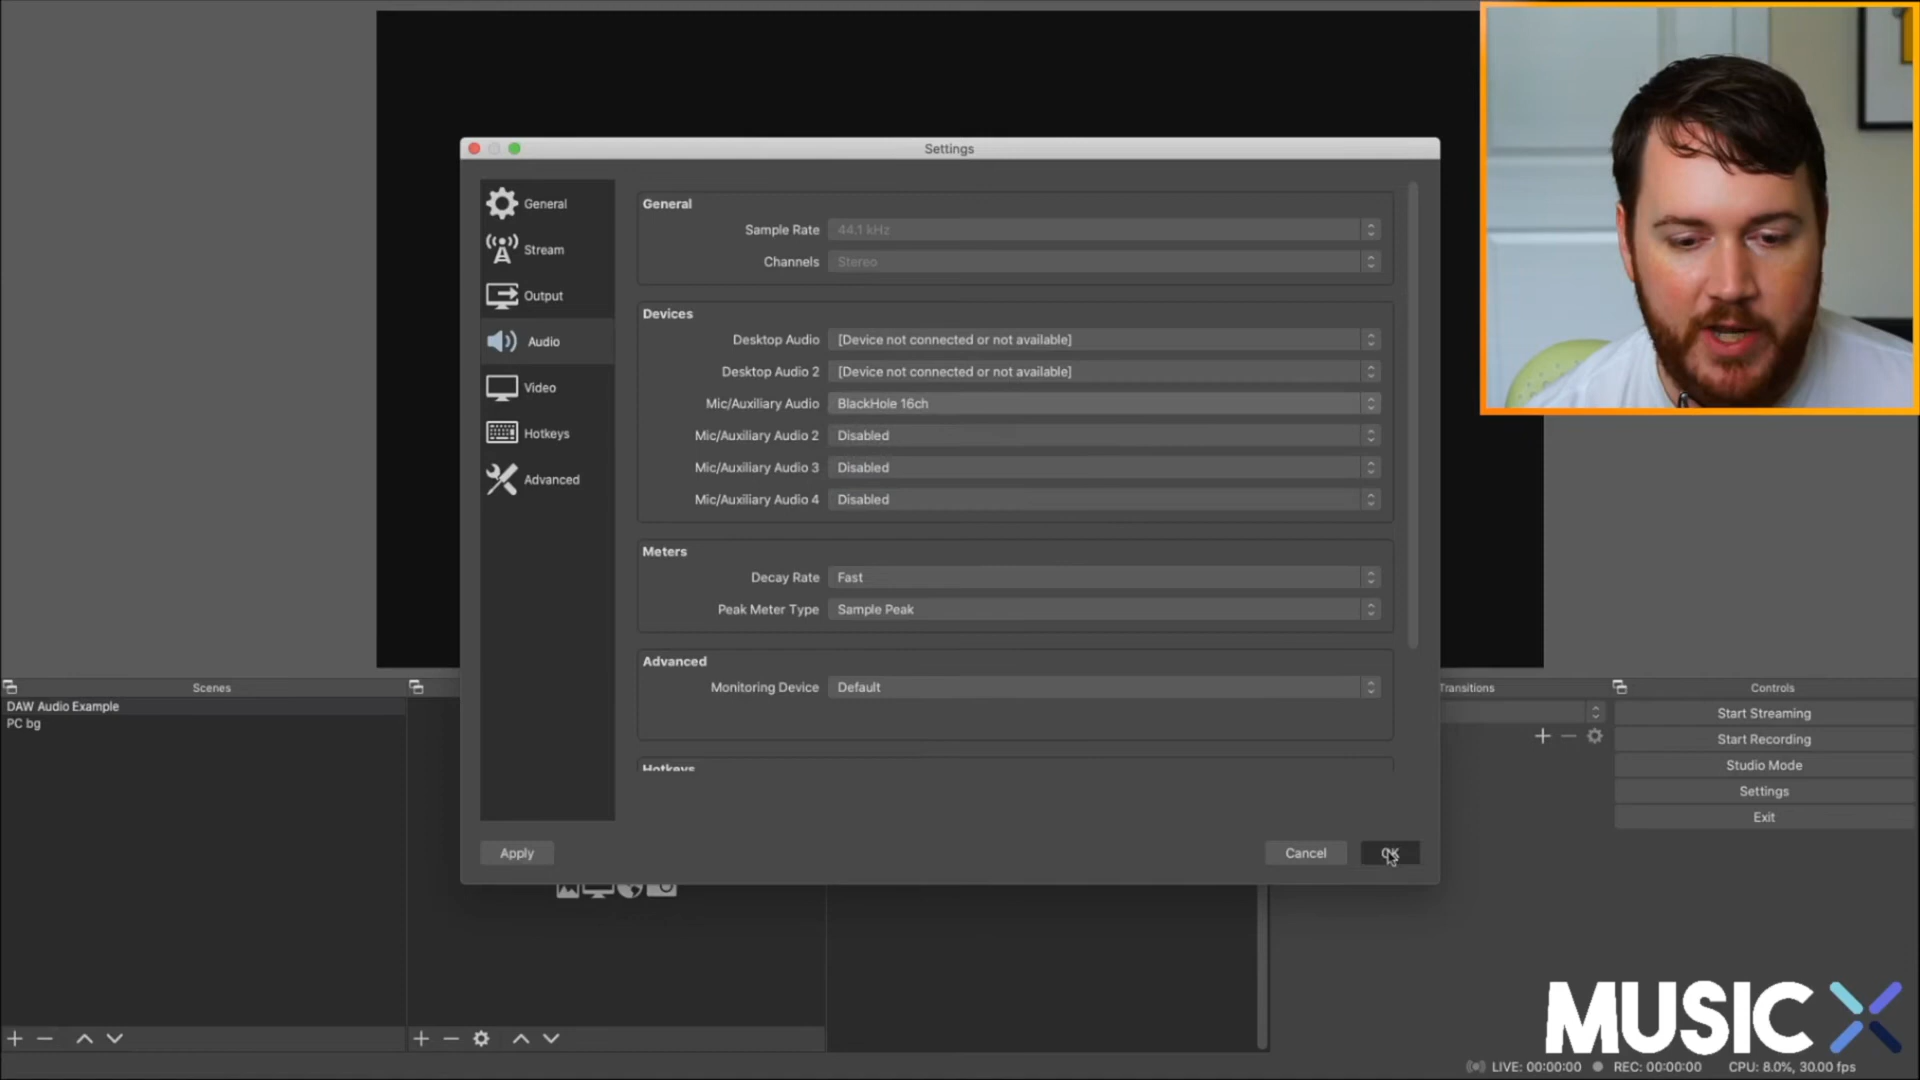 Settings
General
Stream
Output
Audio
Video
Hotkeys
Advanced
General
Sample Rate 44.1 kHz
Channels Stereo
Devices
Desktop Audio [Device not connected or not available]
Desktop Audio 2 [Device not connected or not available]
Mic/Auxiliary Audio BlackHole 16ch
Mic/Auxiliary Audio 2 Disabled
Mic/Auxiliary Audio 3 Disabled
Mic/Auxiliary Audio 4 Disabled
Meters
Decay Rate Fast
Peak Meter Type Sample Peak
Advanced
Monitoring Device Default
Hotkeys
Apply
Cancel
OK
Scenes
DAW Audio Example
PC bg
Transitions
Controls
Start Streaming
Start Recording
Studio Mode
Settings
Exit
MUSIC X
LIVE: 00:00:00 REC: 00:00:00 CPU: 8.0%, 30.00 fps